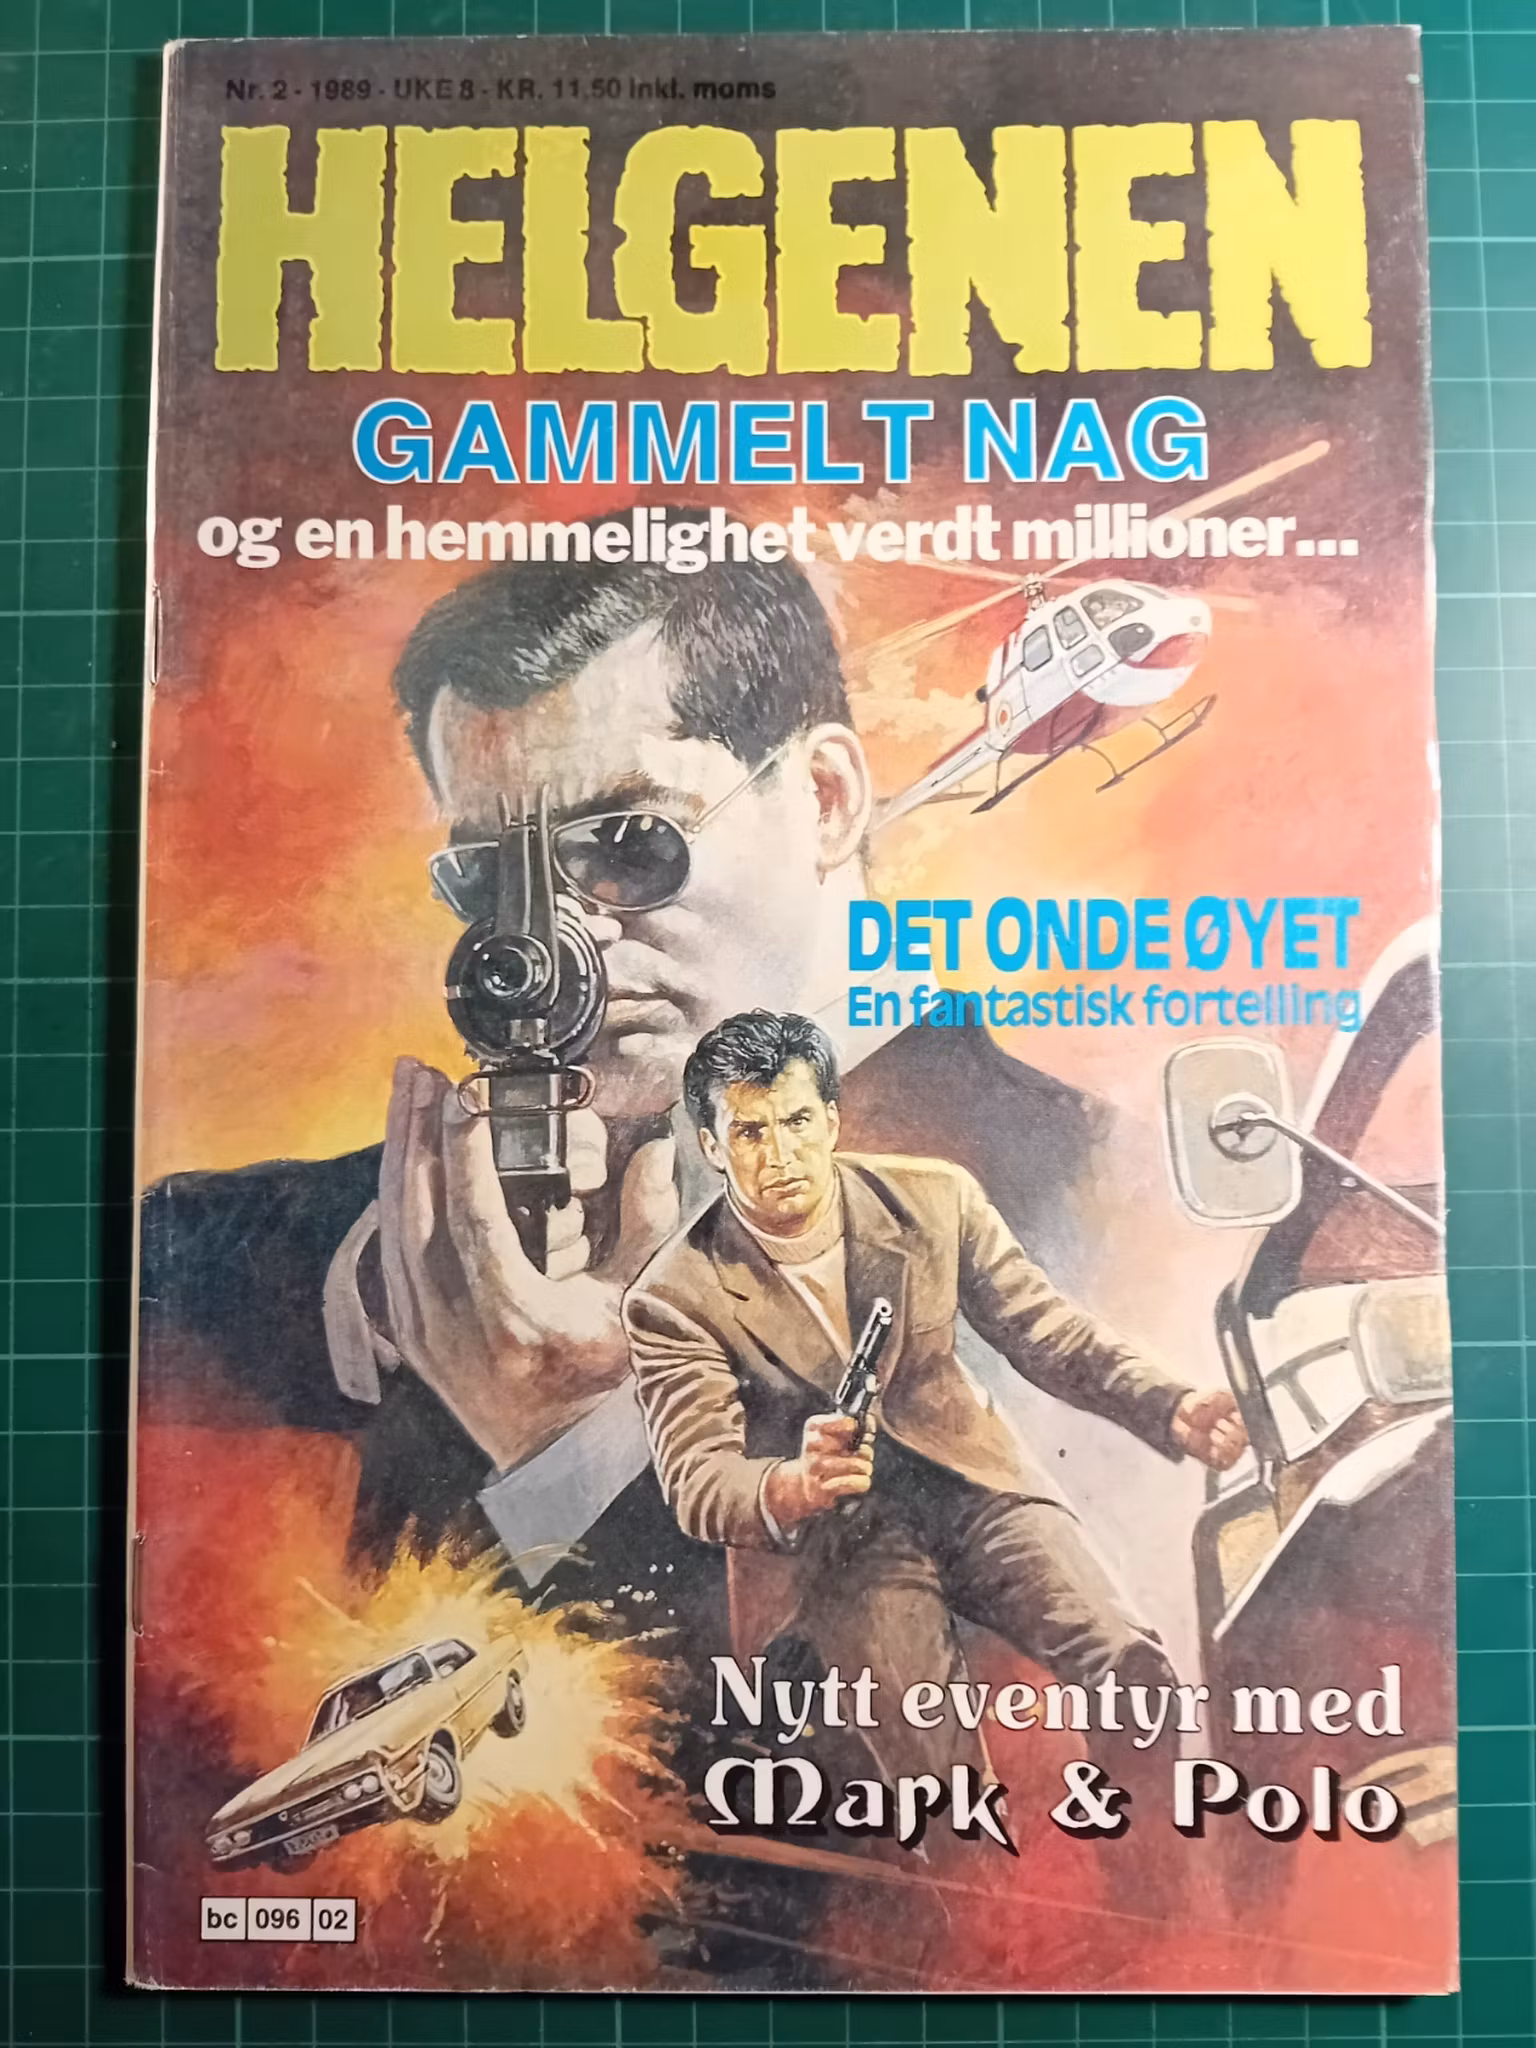 Nr. 2 - 1989 - UKE 8 - KR. 11.50 inkl. moms
HELGENEN
GAMMELT NAG
og en hemmelighet verdt millioner...
DET ONDE ØYET
En fantastisk fortelling
Nytt eventyr med
Mark & Polo
bc 096 02